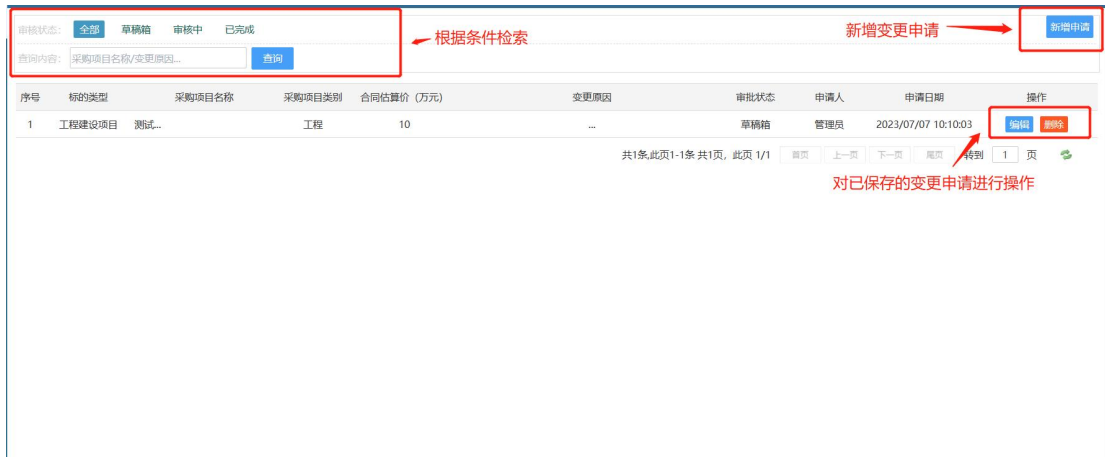 审核状态： 全部 草稿箱 审核中 已完成
新增变更申请 新增申请
根据条件检索
查询内容： 采购项目名称/变更原因... 查询
序号 标的类型 采购项目名称 采购项目类别 合同估算价（万元） 变更原因 审批状态 申请人 申请日期 操作
1 工程建设项目 测试... 工程 10 ... 草稿箱 管理员 2023/07/07 10:10:03 编辑 删除
共1条,此页1-1条 共1页，此页 1/1 首页 上一页 下一页 尾页 转到 1 页
对已保存的变更申请进行操作